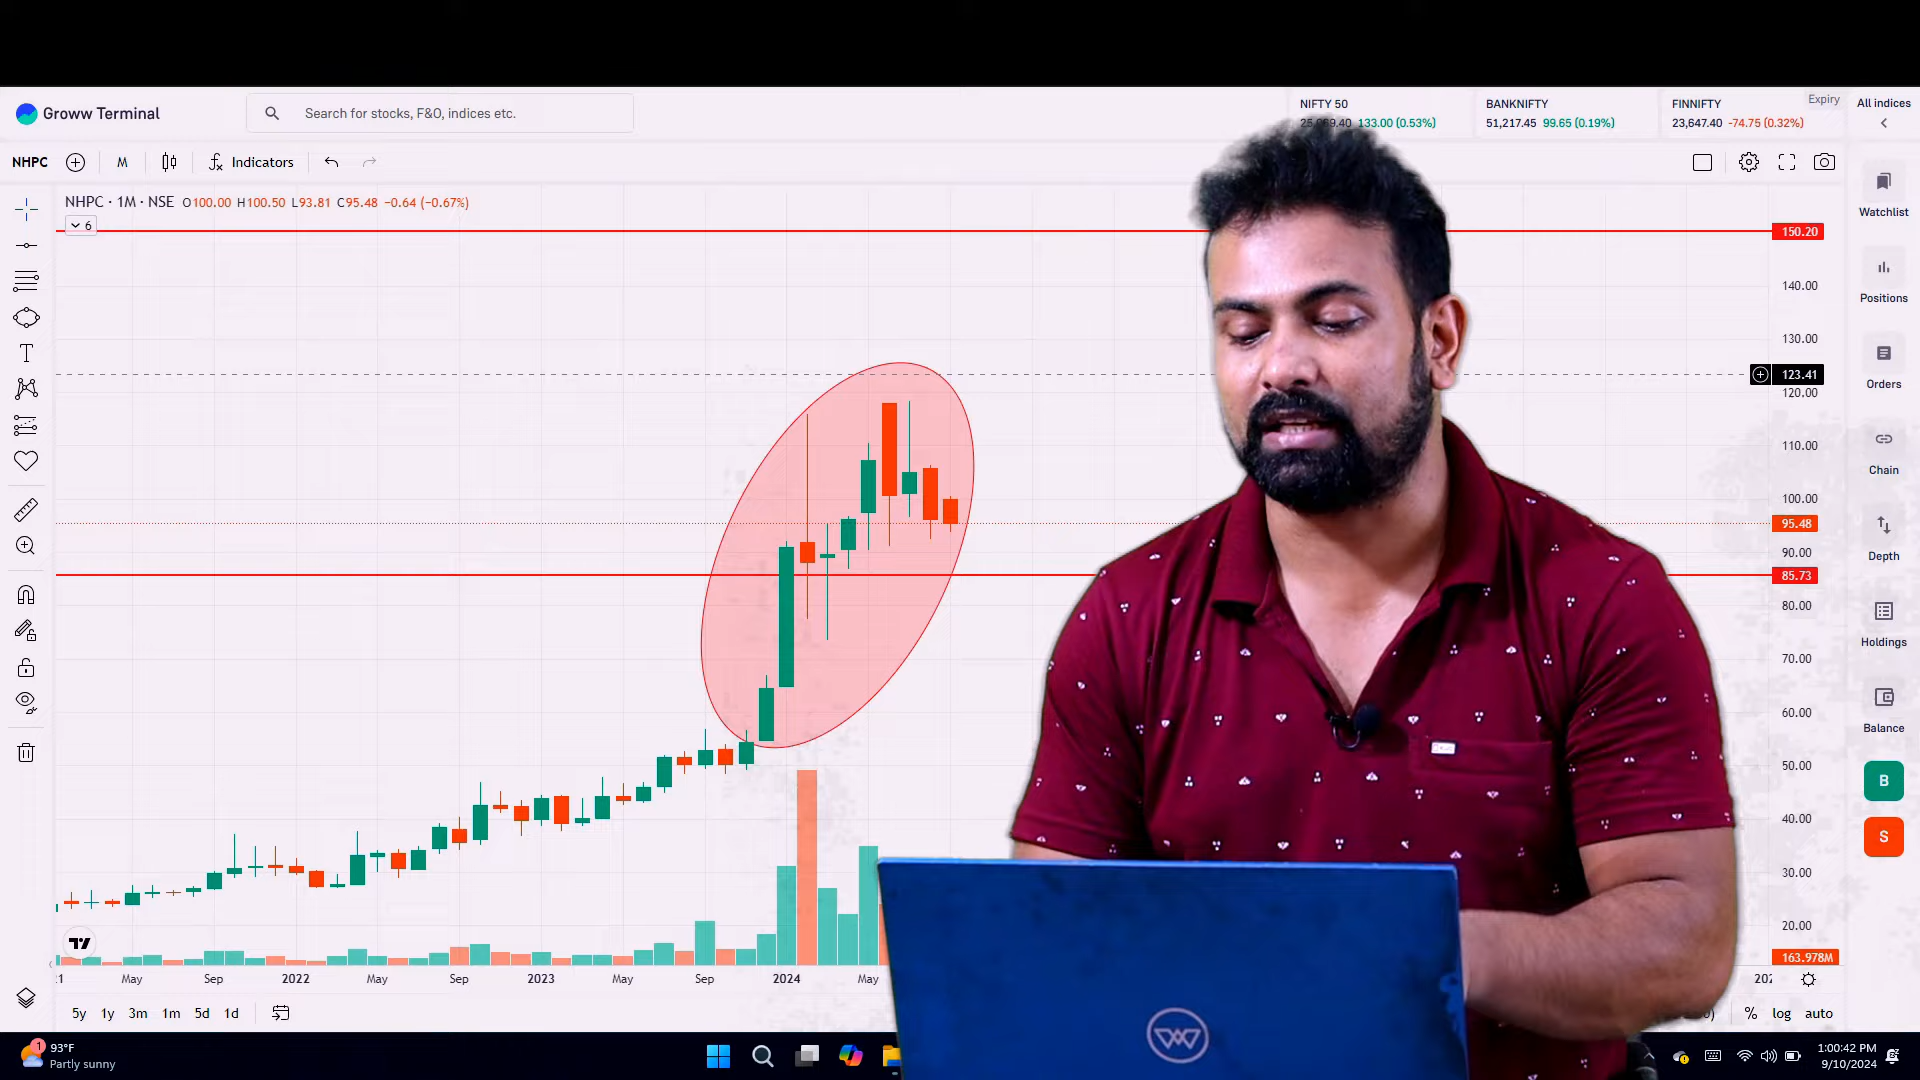 Groww Terminal
Search for stocks, F&O, indices etc.
NIFTY 50
133.00 (0.53%)
BANKNIFTY
51,217.45 99.65 (0.19%)
FINNIFTY
23,647.40 -74.75 (0.32%)
Expiry
All indices
NHPC
M
Indicators
NHPC · 1M · NSE O100.00 H100.50 L93.81 C95.48 −0.64 (−0.67%)
6
150.20
140.00
130.00
123.41
120.00
110.00
100.00
95.48
90.00
85.73
80.00
70.00
60.00
50.00
40.00
30.00
20.00
163.978M
Watchlist
Positions
Orders
Chain
Depth
Holdings
Balance
B
S
May
Sep
2022
May
Sep
2023
May
Sep
2024
May
5y 1y 3m 1m 5d 1d
% log auto
1
93°F
Partly sunny
1:00:42 PM
9/10/2024